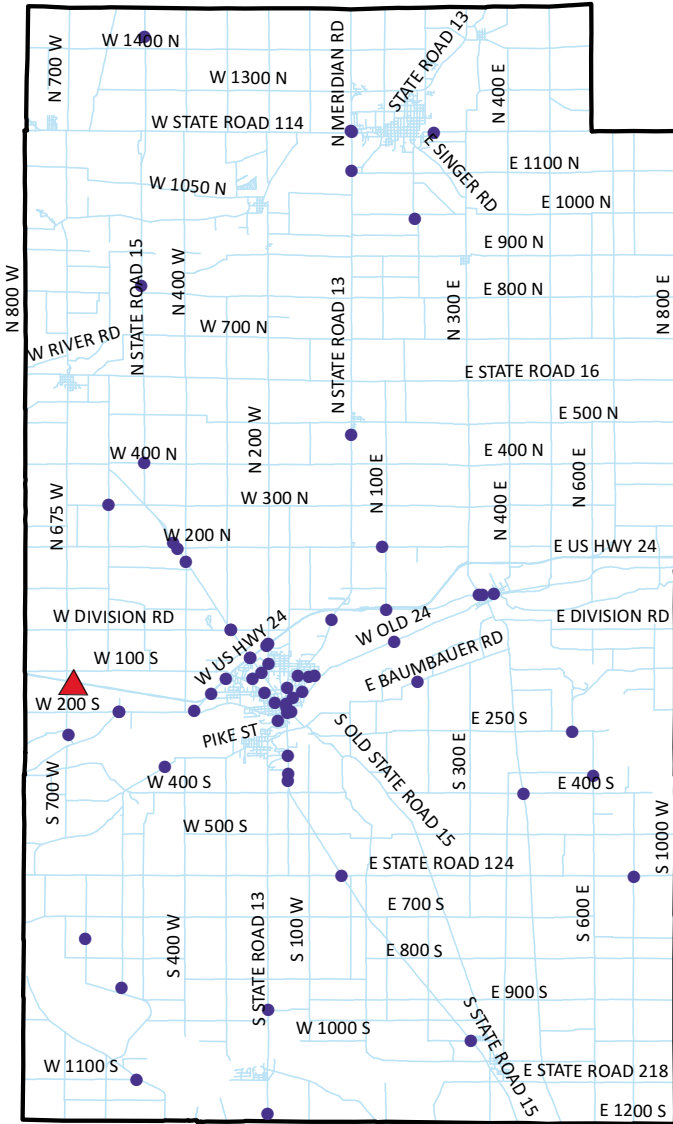 W 1400 N
N 700 W
N MERIDIAN RD
STATE ROAD 13
W 1300 N
N 400 E
W STATE ROAD 114
E SINGER RD
E 1100 N
W 1050 N
E 1000 N
E 900 N
N 800 W
N STATE ROAD 15
N 400 W
N STATE ROAD 13
N 300 E
E 800 N
N 800 E
W RIVER RD
W 700 N
E STATE ROAD 16
N 200 W
E 500 N
W 400 N
E 400 N
N 600 E
N 675 W
W 300 N
N 100 E
N 400 E
W 200 N
E US HWY 24
W DIVISION RD
W US HWY 24
W OLD 24
E DIVISION RD
W 100 S
E BAUMBAUER RD
W 200 S
E 250 S
PIKE ST
S OLD STATE ROAD 15
S 300 E
S 700 W
W 400 S
E 400 S
W 500 S
S 1000 W
E STATE ROAD 124
S 400 W
S STATE ROAD 13
S 100 W
E 700 S
S 600 E
E 800 S
E 900 S
S STATE ROAD 15
W 1000 S
W 1100 S
E STATE ROAD 218
E 1200 S